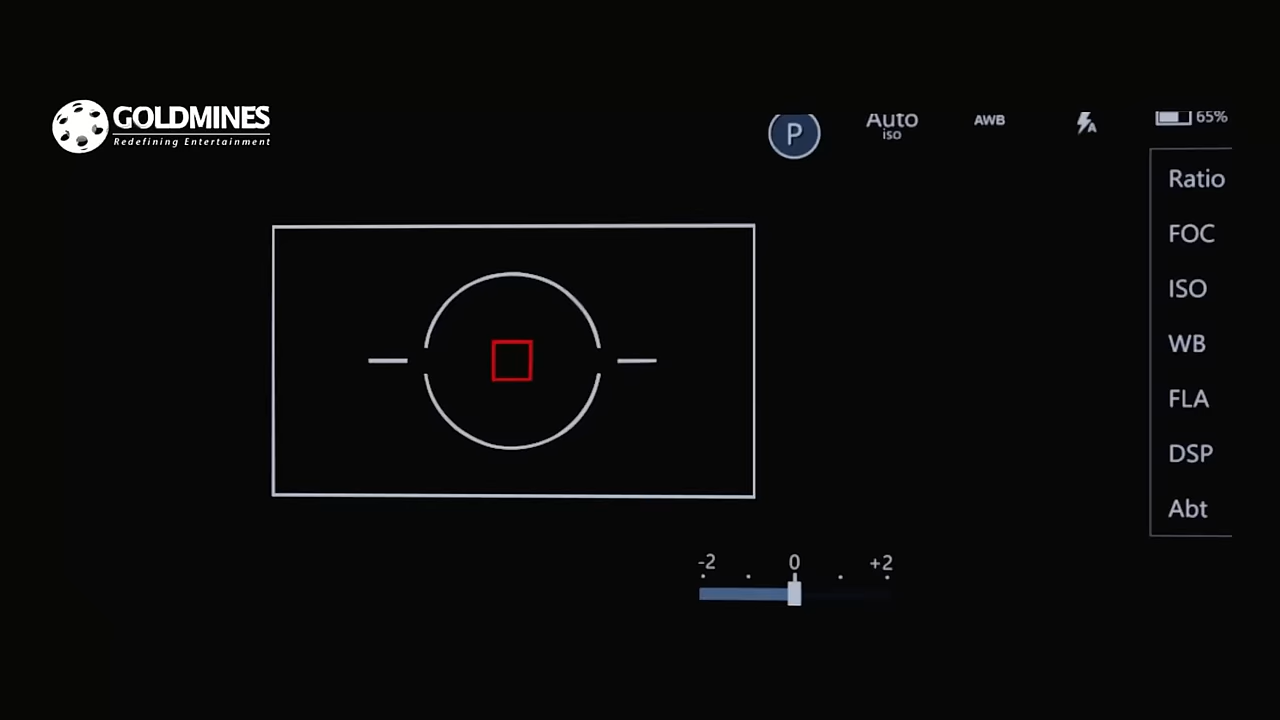 GOLDMINES
Redefining Entertainment
P
Auto
iso
AWB
A
65%
Ratio
FOC
ISO
WB
FLA
DSP
Abt
-2 0 +2